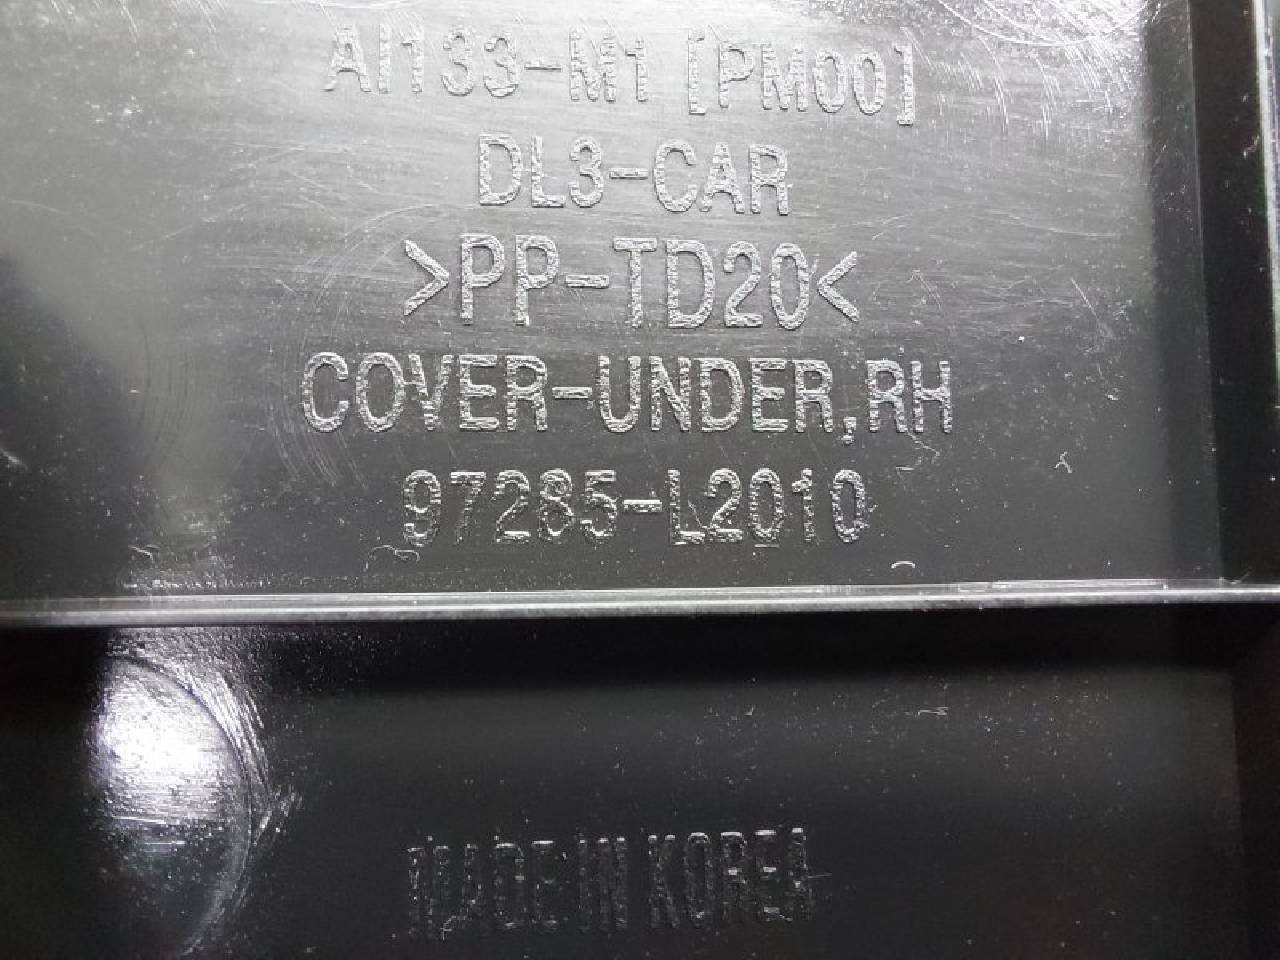 AI133-M1 [PM00]
DL3-CAR
>PP-TD20<
COVER-UNDER,RH
97285-L2010
MADE IN KOREA